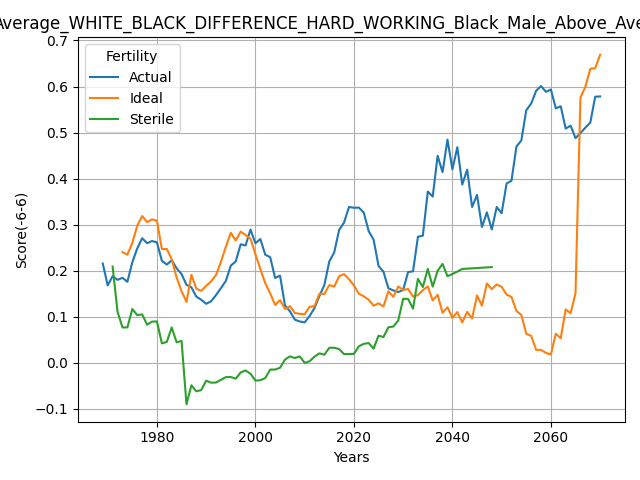 Average_WHITE_BLACK_DIFFERENCE_HARD_WORKING_Black_Male_Above_Ave
Fertility
Actual
Ideal
Sterile
0.7
0.6
0.5
0.4
0.3
0.2
0.1
0.0
−0.1
Score(-6-6)
1980
2000
2020
2040
2060
Years